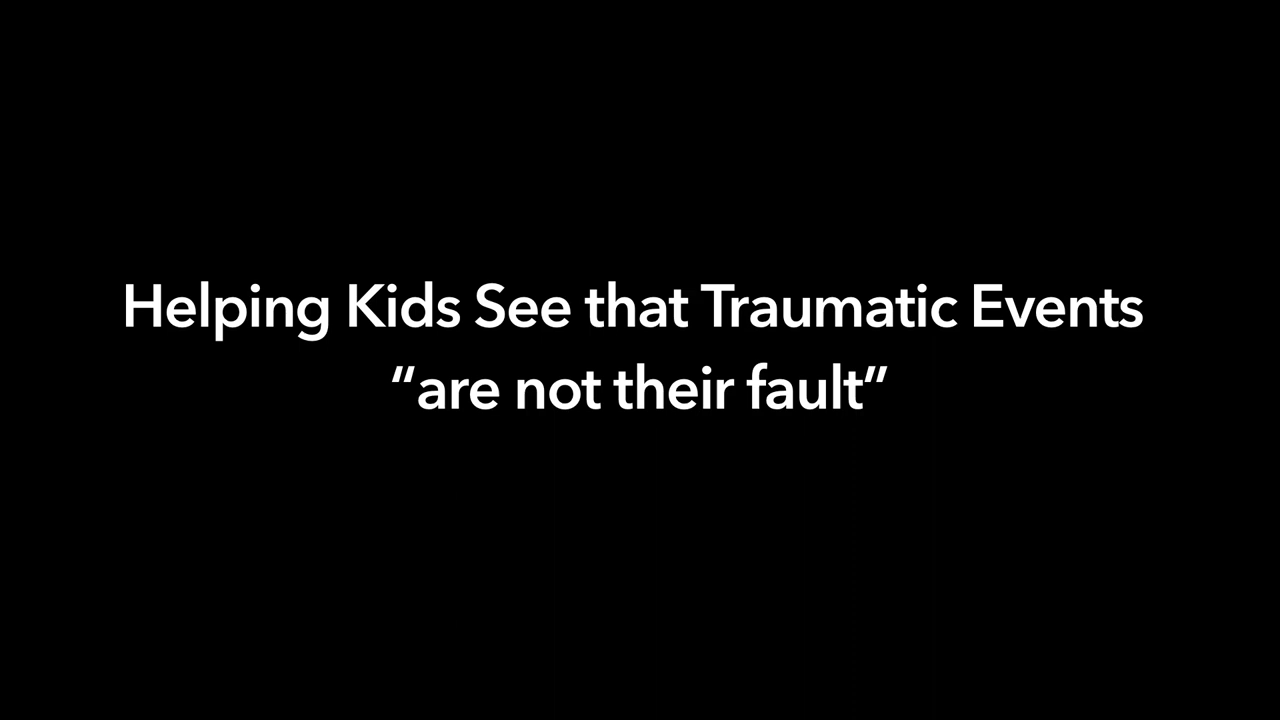 Helping Kids See that Traumatic Events
“are not their fault”